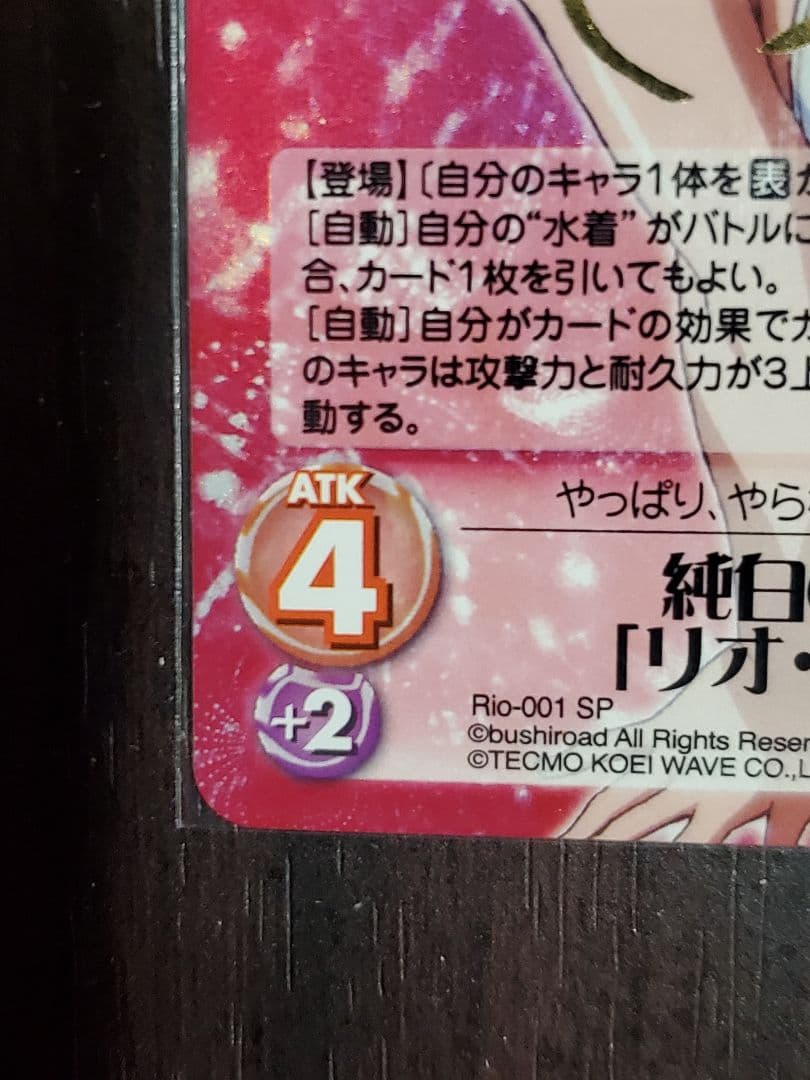 【登場】〔自分のキャラ1体を表か
［自動］自分の“水着”がバトルに
合、カード1枚を引いてもよい。
［自動］自分がカードの効果で
のキャラは攻撃力と耐久力が3上
動する。
ATK
4
やっぱり、やら
+2
純白
「リオ・
Rio-001 SP
©bushiroad All Rights Reser
©TECMO KOEI WAVE CO.,L